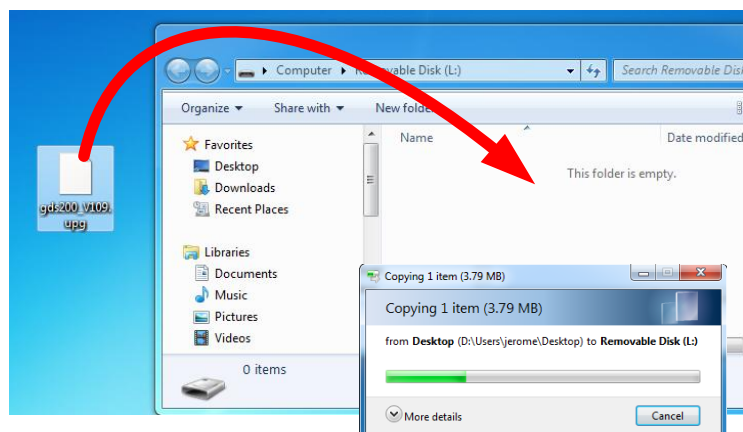 Computer ▸ Removable Disk (L:)
Search Removable Disk
Organize Share with New folder
Name Date modified
This folder is empty.
Favorites
Desktop
Downloads
Recent Places
Libraries
Documents
Music
Pictures
Videos
0 items
gds200_V109.
upg
Copying 1 item (3.79 MB)
Copying 1 item (3.79 MB)
from Desktop (D:\Users\jerome\Desktop) to Removable Disk (L:)
More details
Cancel